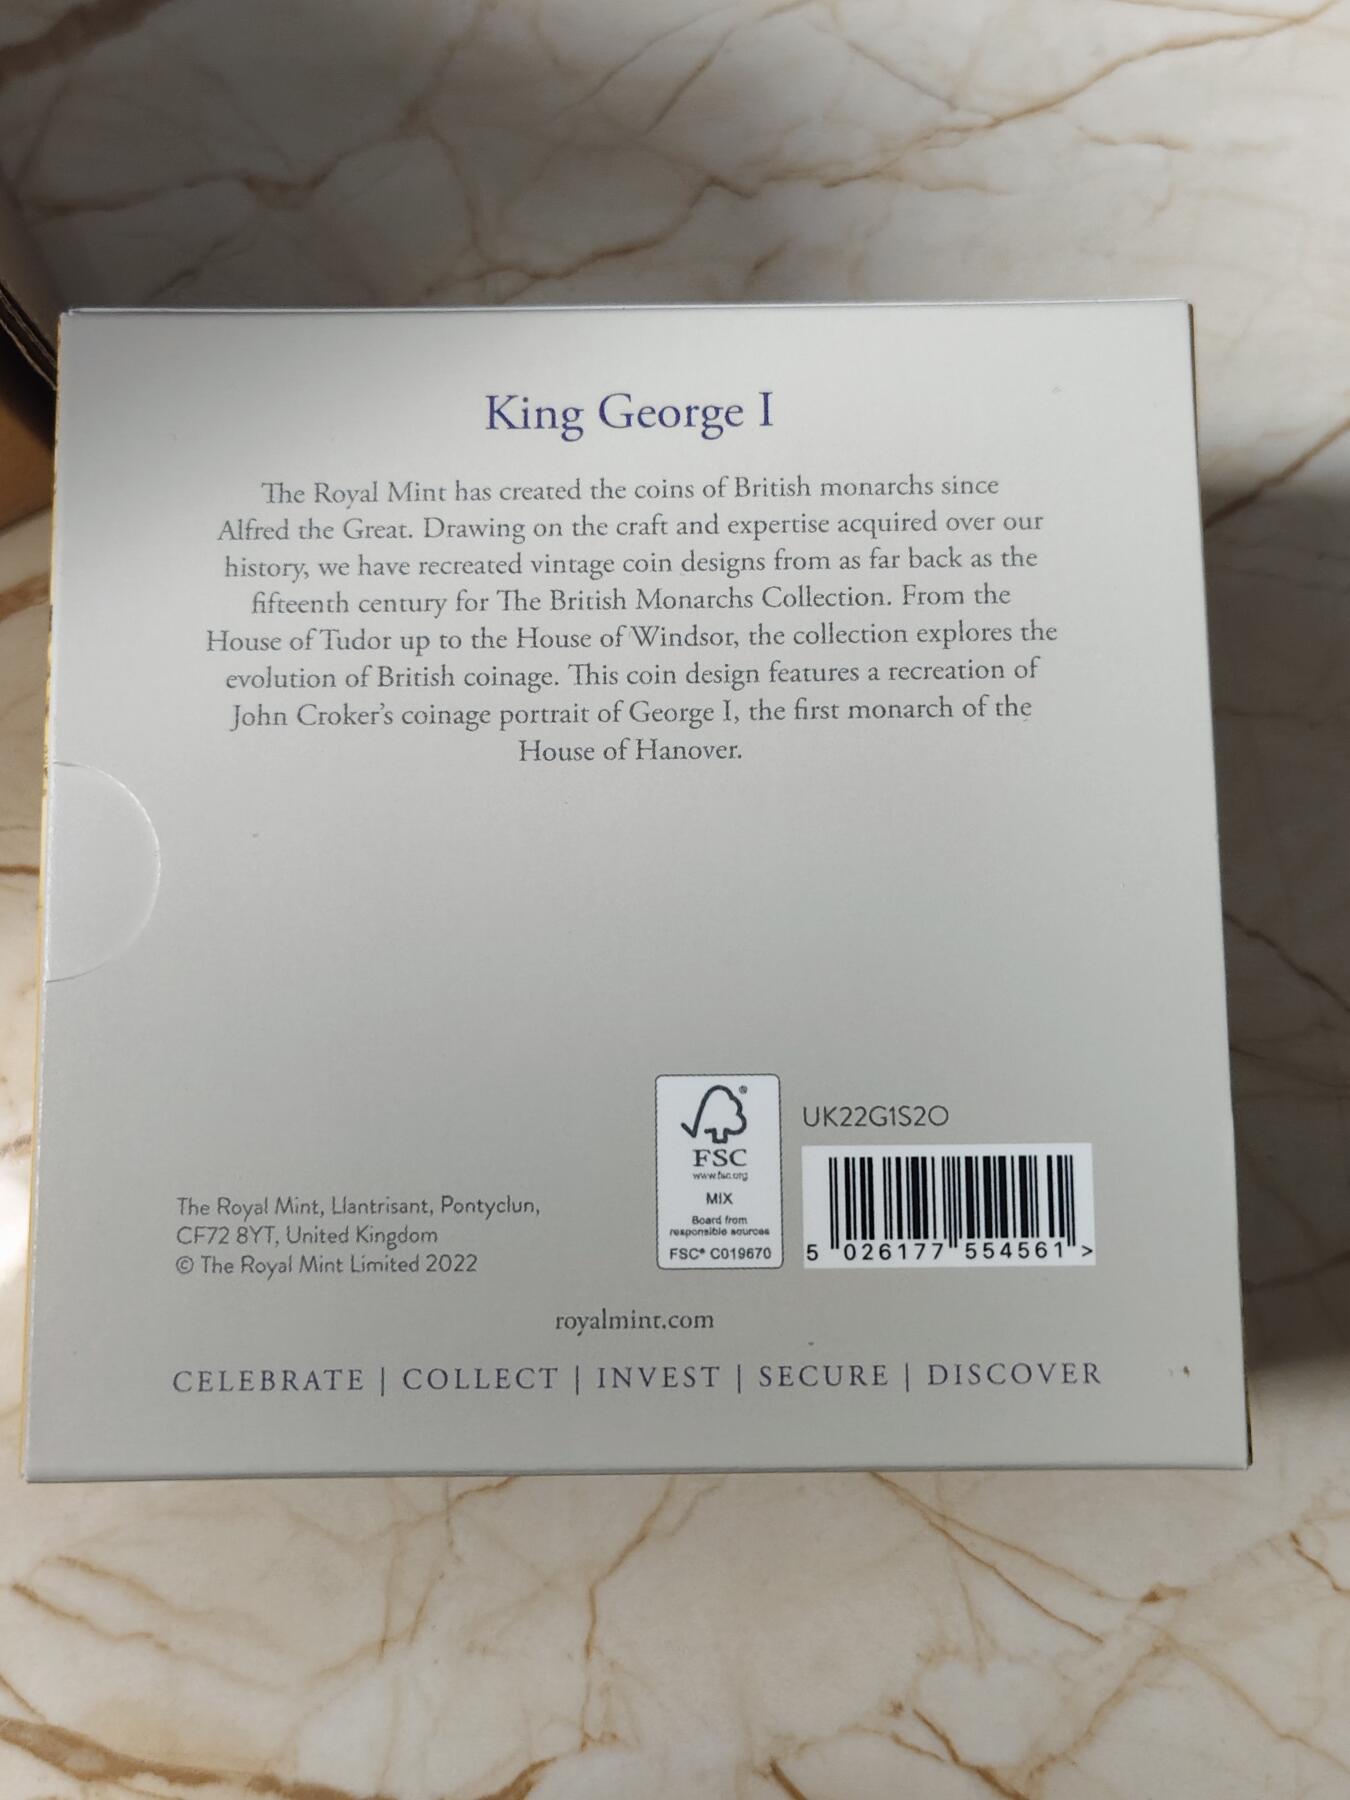 King George I
The Royal Mint has created the coins of British monarchs since
Alfred the Great. Drawing on the craft and expertise acquired over our
history, we have recreated vintage coin designs from as far back as the
fifteenth century for The British Monarchs Collection. From the
House of Tudor up to the House of Windsor, the collection explores the
evolution of British coinage. This coin design features a recreation of
John Croker's coinage portrait of George I, the first monarch of the
House of Hanover.
The Royal Mint, Llantrisant, Pontyclun,
CF72 8YT, United Kingdom
© The Royal Mint Limited 2022
®
FSC
www.fsc.org
MIX
Board from
responsible sources
FSC® C019670
UK22G1S2O
5 026177 554561 >
royalmint.com
CELEBRATE | COLLECT | INVEST | SECURE | DISCOVER